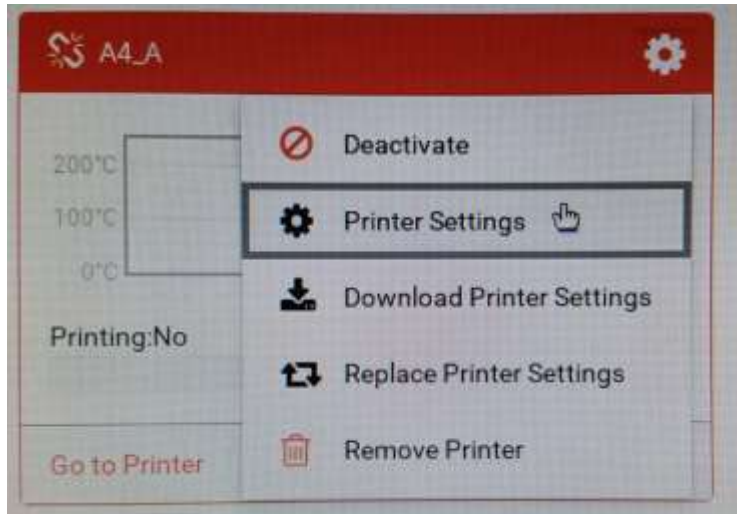 A4_A
Deactivate
200°C
Printer Settings
100°C
0°C
Download Printer Settings
Printing:No
Replace Printer Settings
Go to Printer
Remove Printer